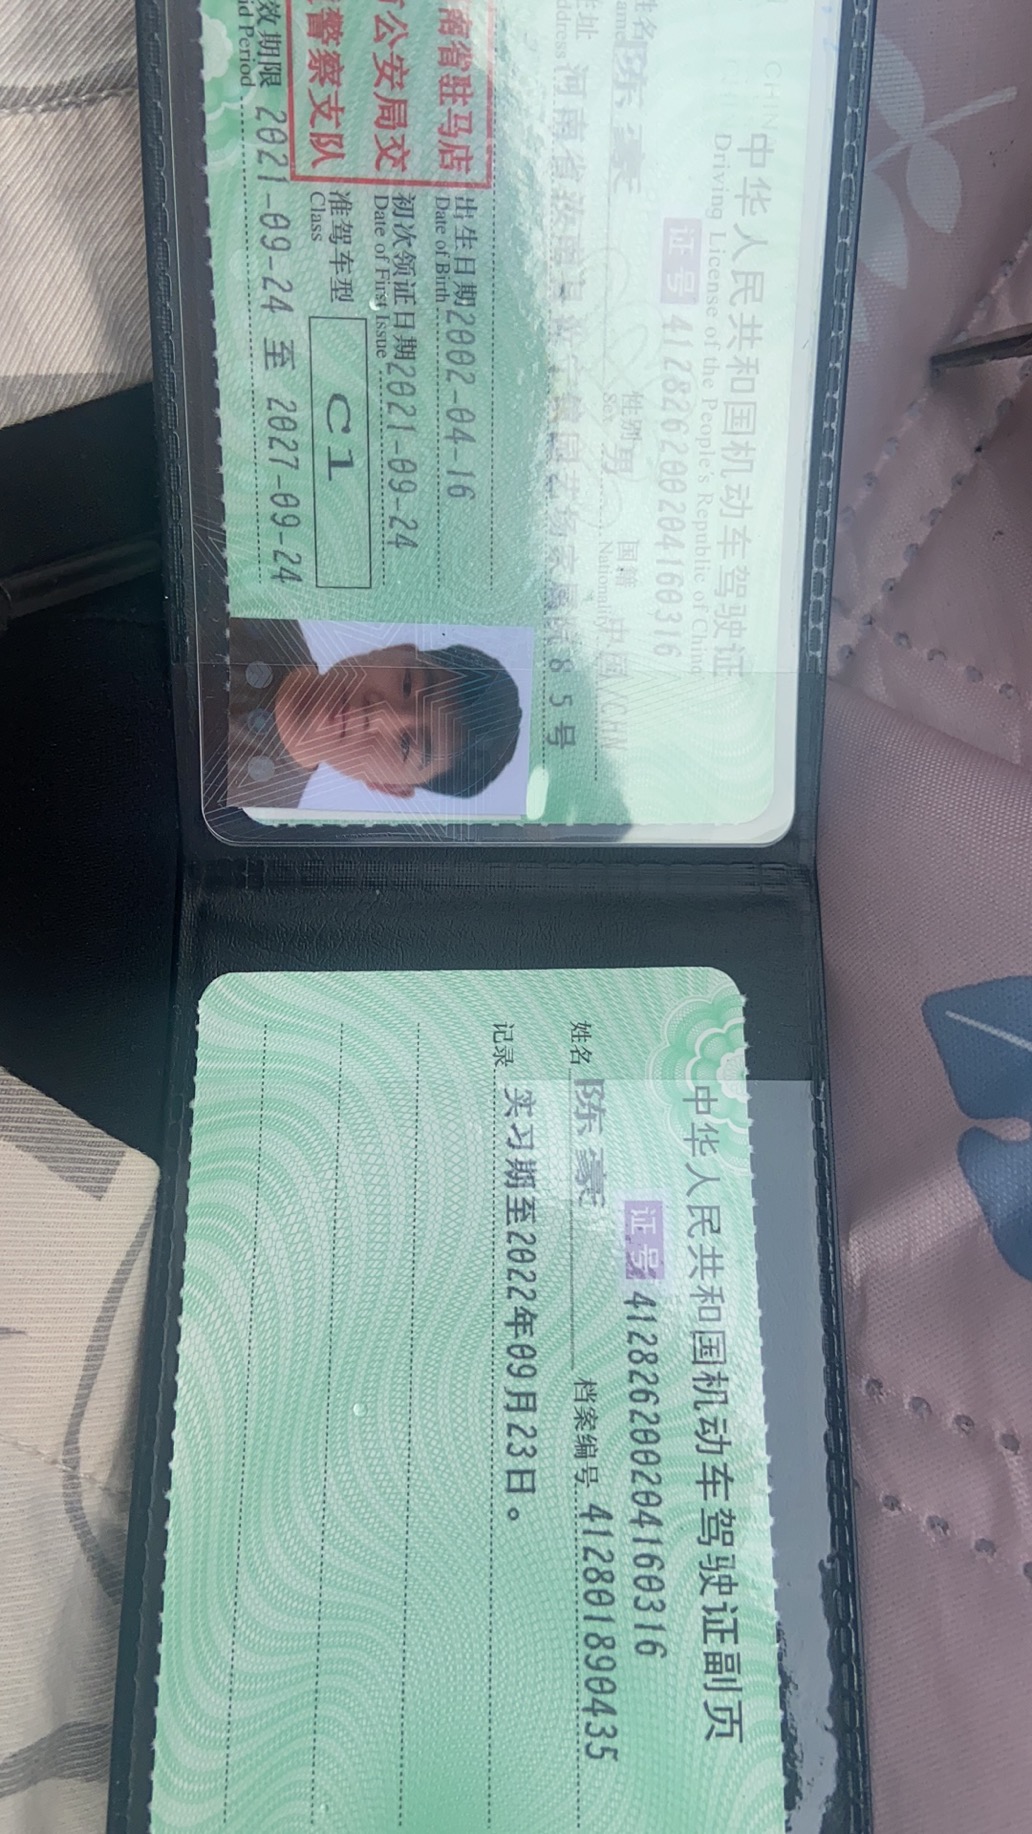 中华人民共和国机动车驾驶证
Driving License of the People's Republic of China
证号 412826200204160316
姓名 陈豪 性别 男 国籍 中国/CHN
Name Sex Nationality
住址 河南省
Address
85号
南省驻马店
公安局交
警察支队
出生日期 2002-04-16
Date of Birth
初次领证日期 2021-09-24
Date of First Issue
准驾车型 C1
Class
效期限 2021-09-24 至 2027-09-24
id Period
中华人民共和国机动车驾驶证副页
证号 412826200204160316
姓名 陈豪 档案编号 412801890435
记录 实习期至2022年09月23日。